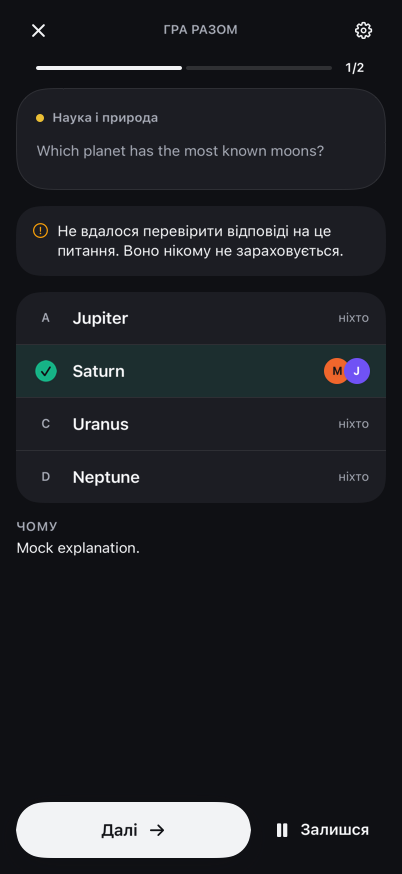 ГРА РАЗОМ
1/2
Наука і природа
Which planet has the most known moons?
Не вдалося перевірити відповіді на це
питання. Воно нікому не зараховується.
A Jupiter ніхто
Saturn M J
C Uranus ніхто
D Neptune ніхто
ЧОМУ
Mock explanation.
Далі → Залишся